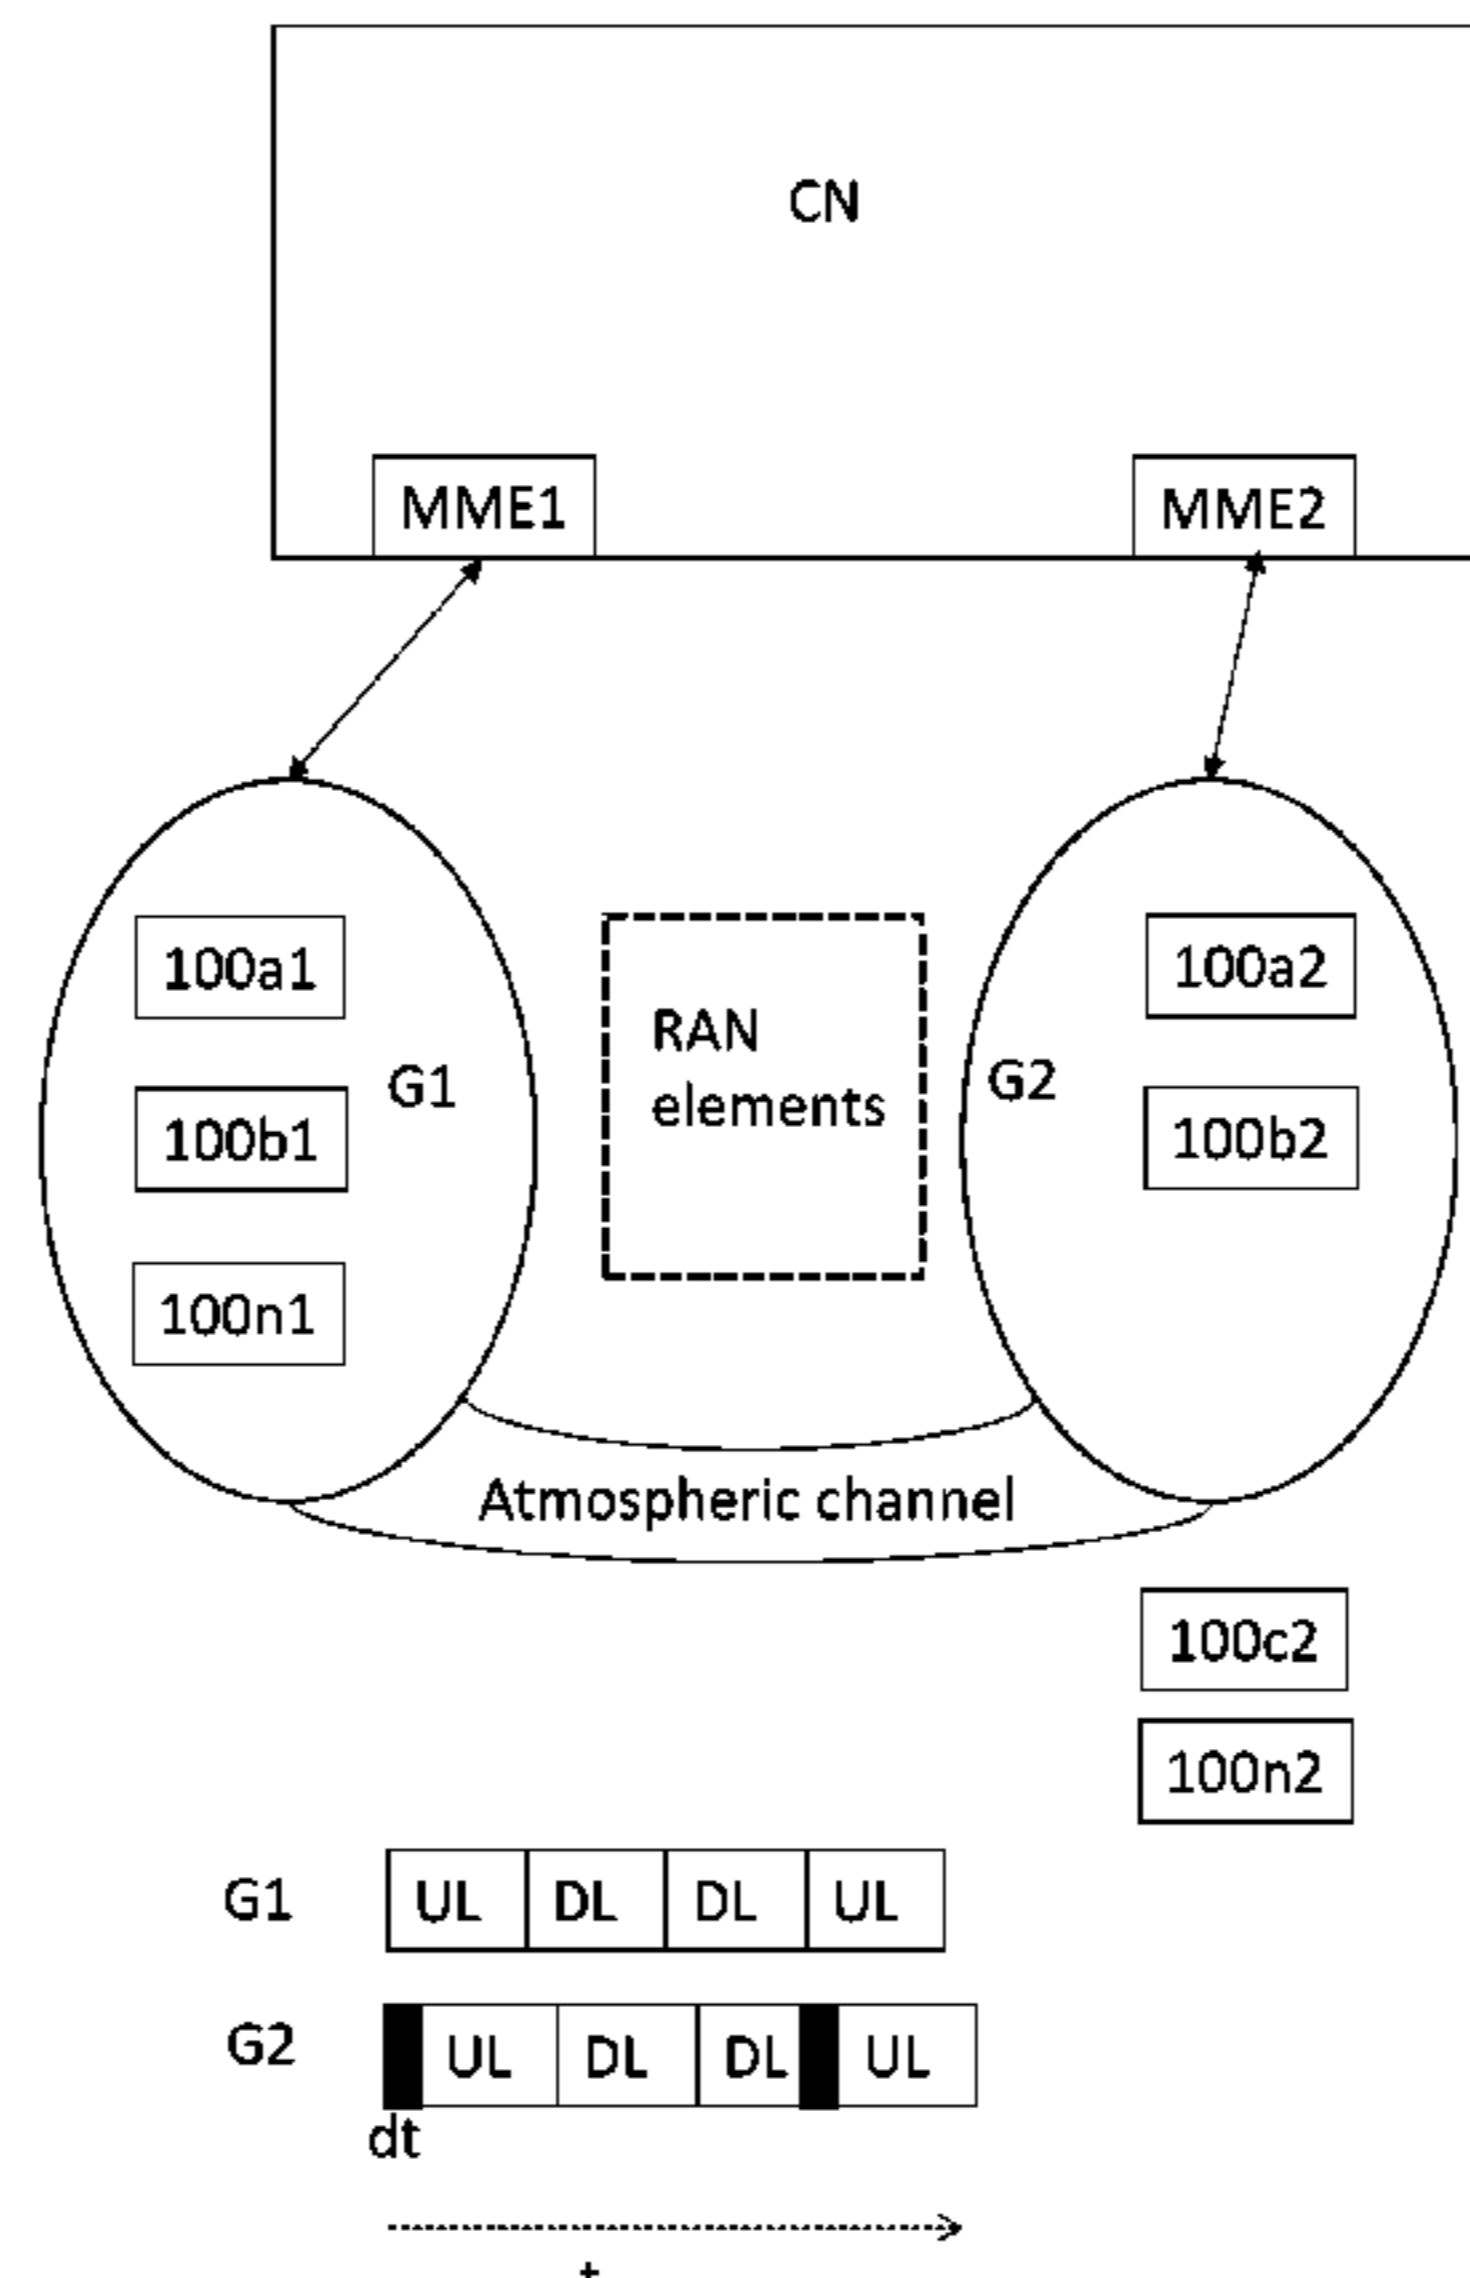 CN
MME1
MME2
100a1
100a2
RAN
elements
G1
G2
100b1
100b2
100n1
Atmospheric channel
100c2
100n2
G1
UL DL DL UL
G2
UL DL DL UL
dt
t